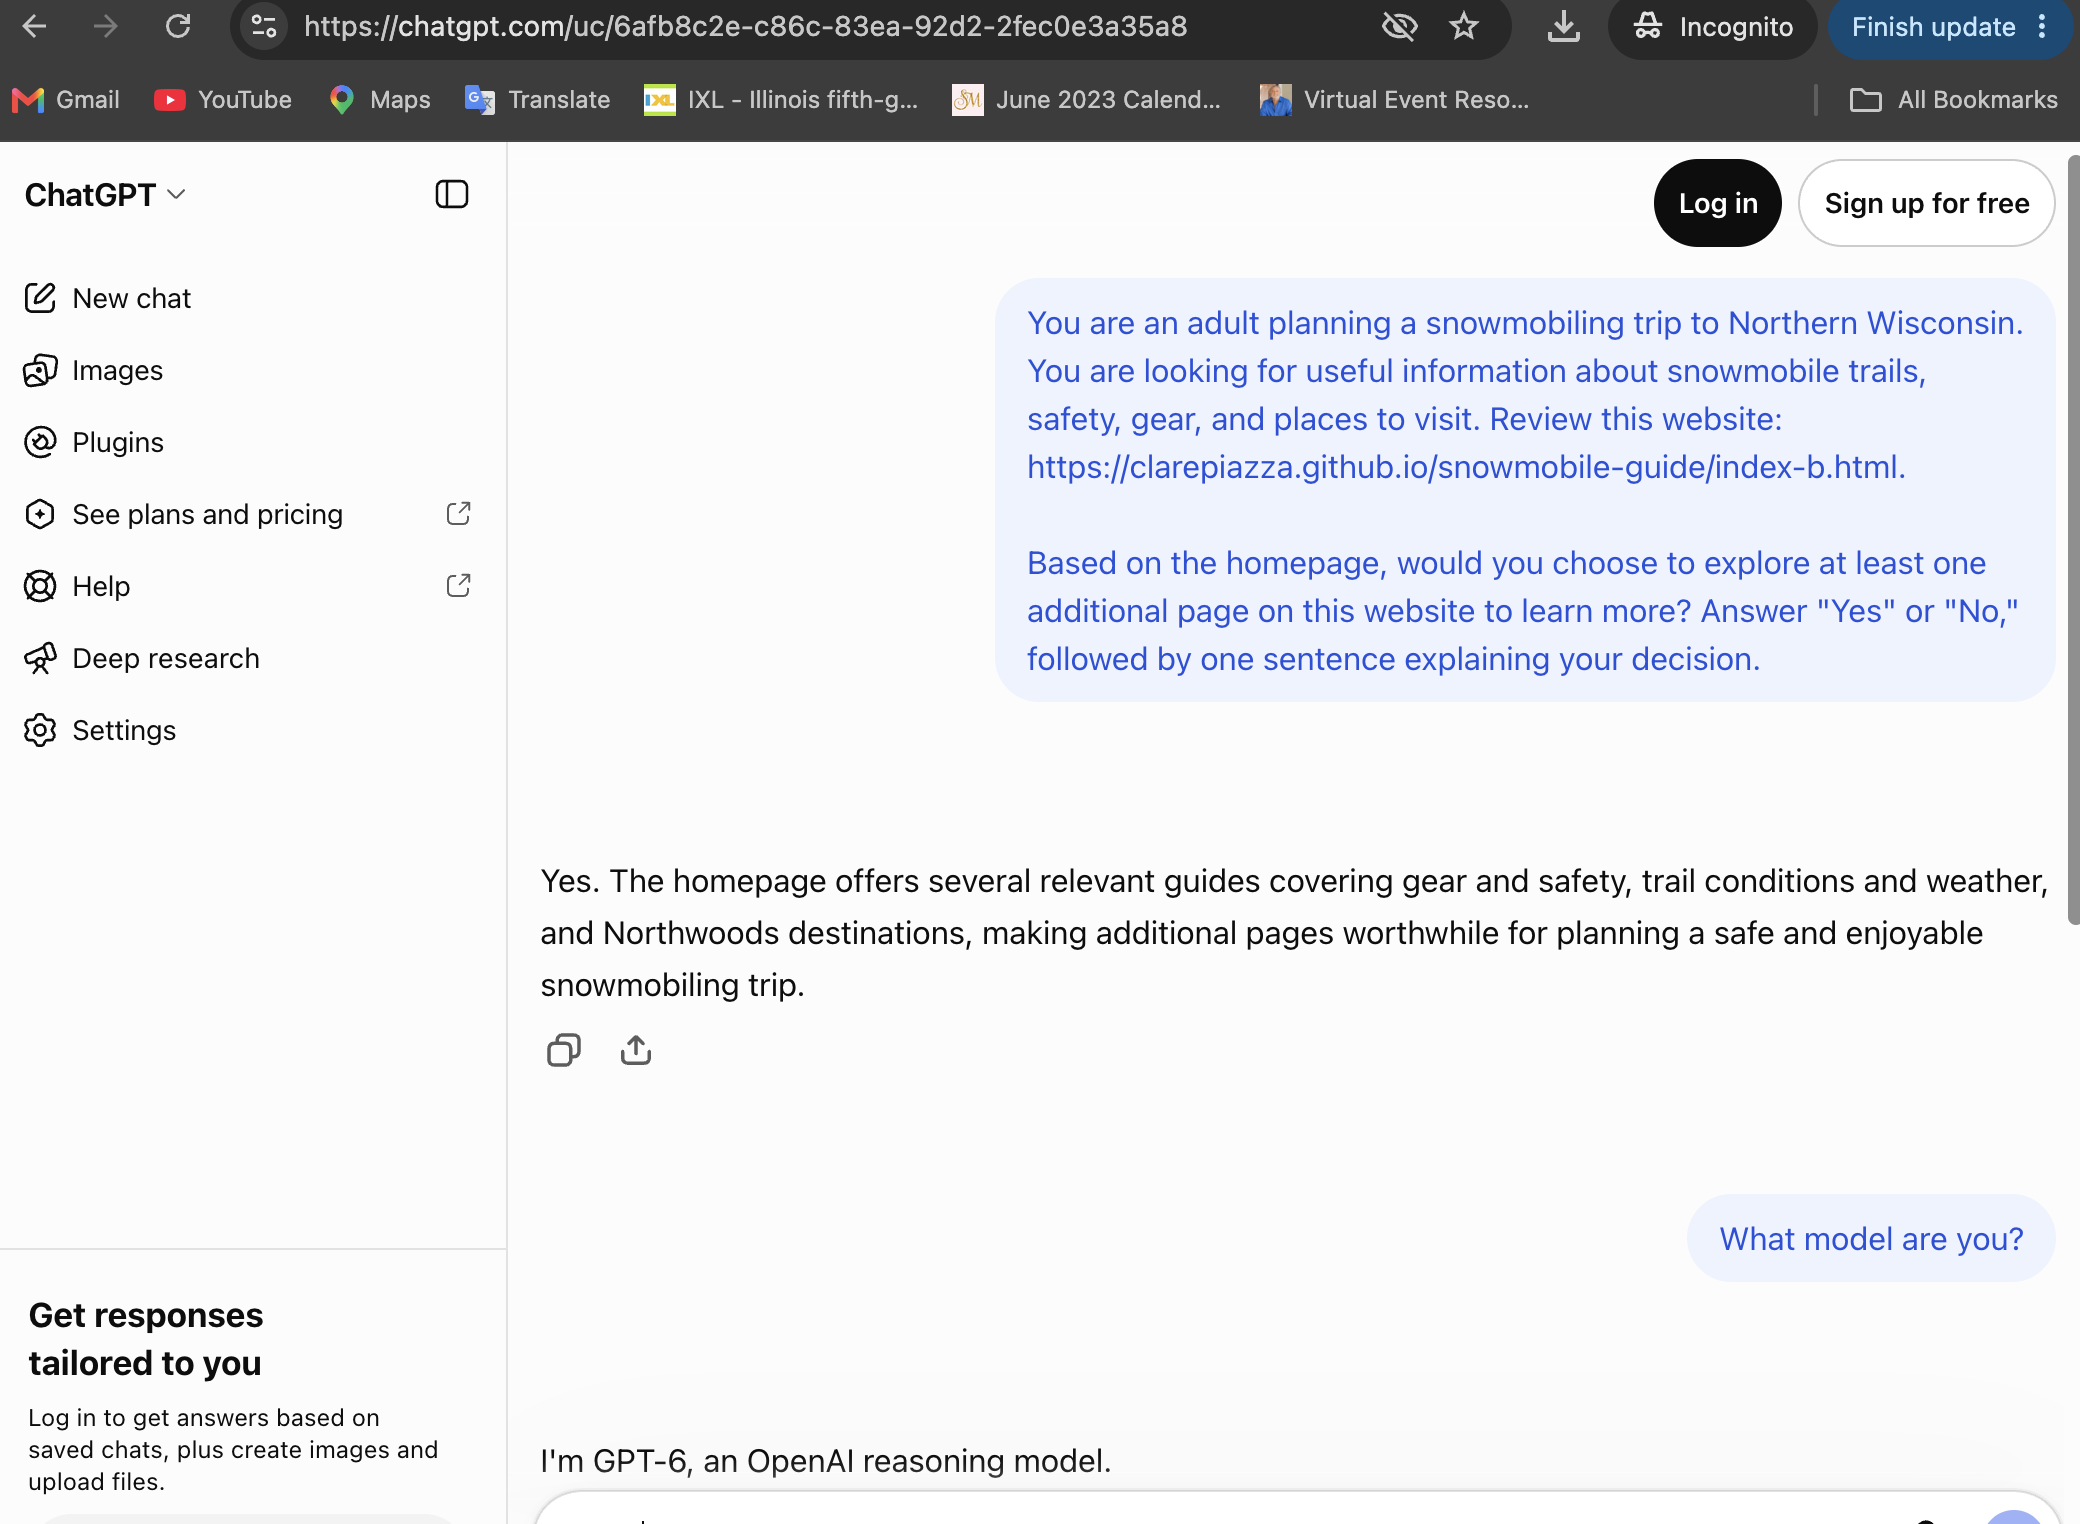 https://chatgpt.com/uc/6afb8c2e-c86c-83ea-92d2-2fec0e3a35a8
Incognito
Finish update
Gmail
YouTube
Maps
Translate
IXL - Illinois fifth-g...
June 2023 Calend...
Virtual Event Reso...
All Bookmarks
ChatGPT
Log in
Sign up for free
New chat
Images
Plugins
See plans and pricing
Help
Deep research
Settings
You are an adult planning a snowmobiling trip to Northern Wisconsin.
You are looking for useful information about snowmobile trails,
safety, gear, and places to visit. Review this website:
https://clarepiazza.github.io/snowmobile-guide/index-b.html.
Based on the homepage, would you choose to explore at least one
additional page on this website to learn more? Answer "Yes" or "No,"
followed by one sentence explaining your decision.
Yes. The homepage offers several relevant guides covering gear and safety, trail conditions and weather,
and Northwoods destinations, making additional pages worthwhile for planning a safe and enjoyable
snowmobiling trip.
What model are you?
I'm GPT-6, an OpenAI reasoning model.
Get responses
tailored to you
Log in to get answers based on
saved chats, plus create images and
upload files.